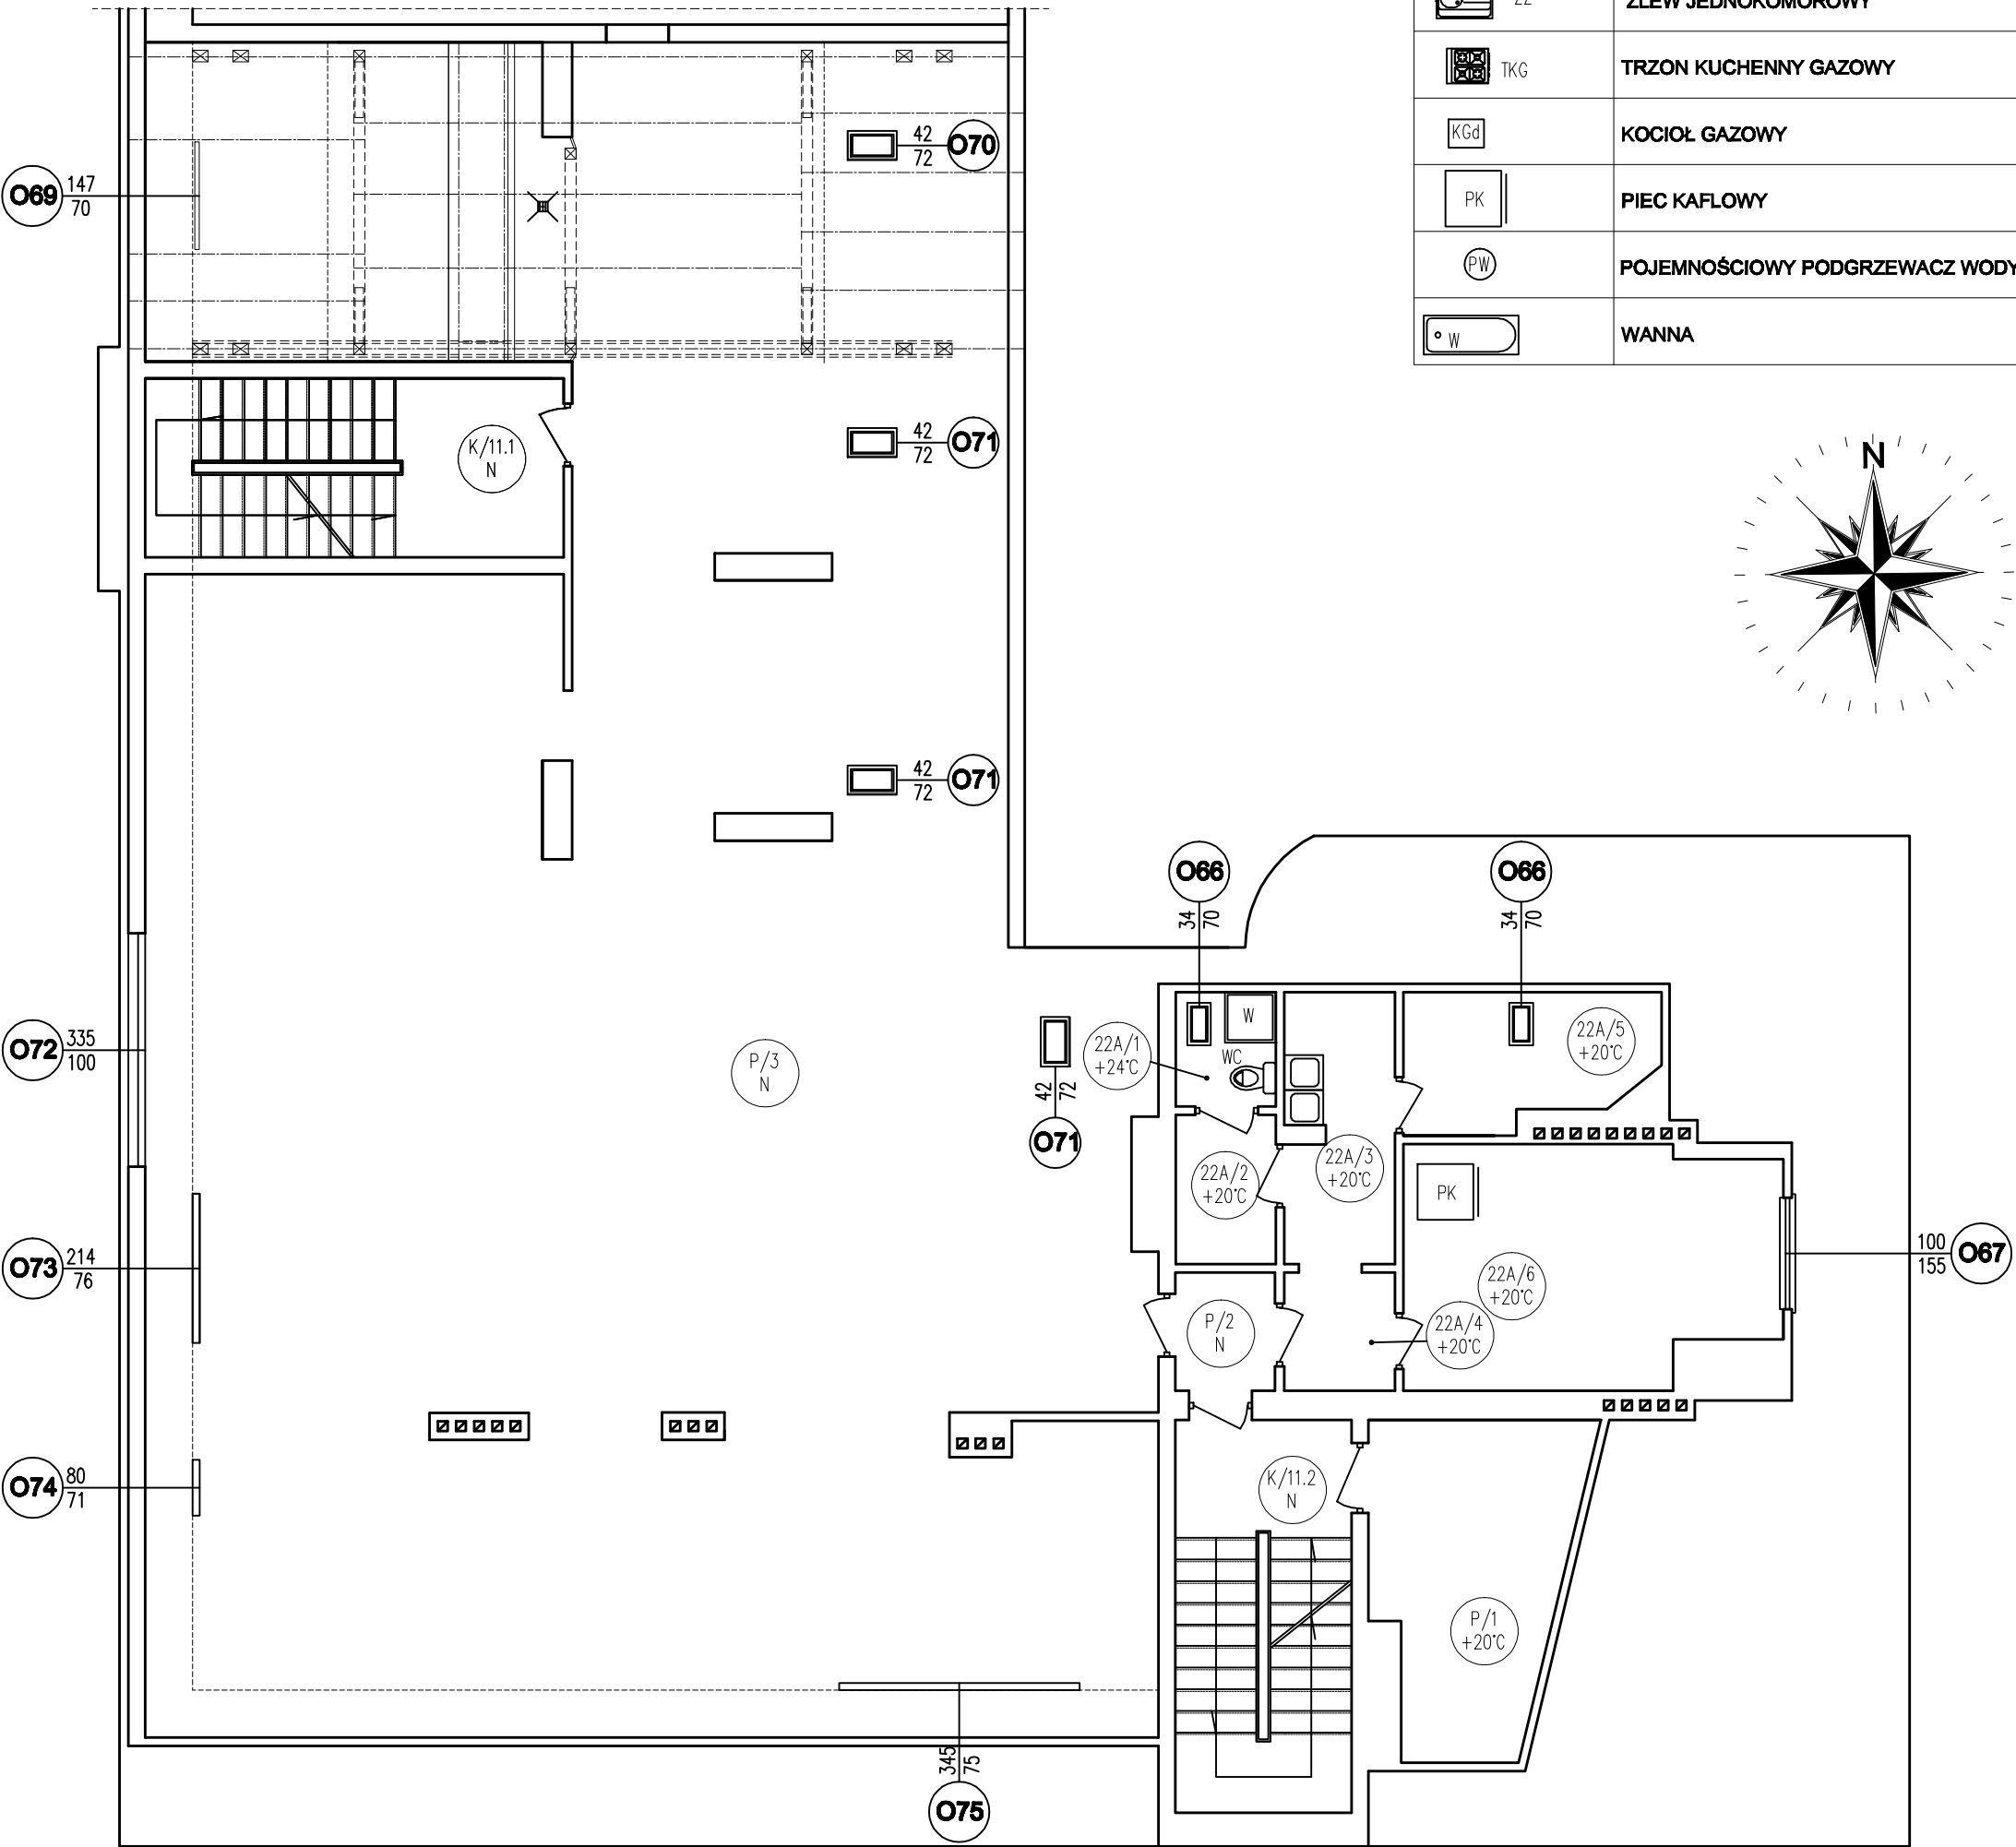 ZZ ZLEW JEDNOKOMOROWY
TKG TRZON KUCHENNY GAZOWY
KGd KOCIOŁ GAZOWY
PK PIEC KAFLOWY
PW POJEMNOŚCIOWY PODGRZEWACZ WODY
W WANNA
N
O69 147
70
42
72 O70
K/11.1
N
42
72 O71
42
72 O71
O66
34
70
O66
34
70
O72 335
100
P/3
N
42
72
O71
22A/1
+24°C
W
WC
22A/5
+20°C
22A/2
+20°C
22A/3
+20°C
PK
O73 214
76
22A/6
+20°C
100
155 O67
P/2
N
22A/4
+20°C
O74 80
71
K/11.2
N
P/1
+20°C
345
75
O75